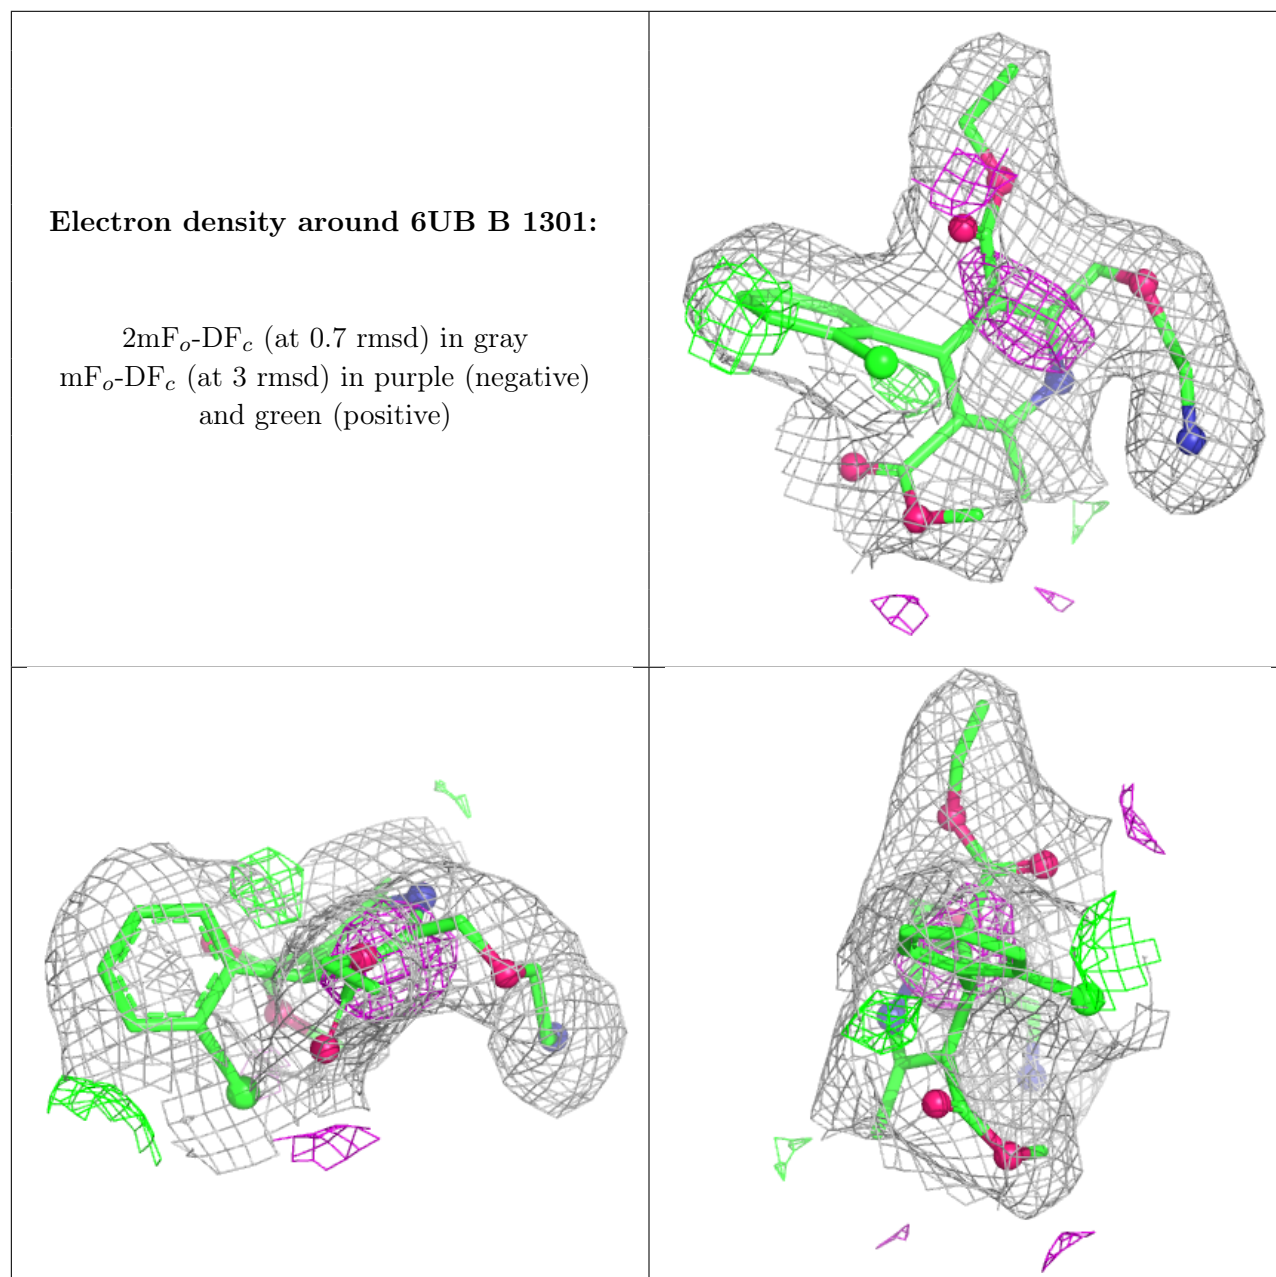 Electron density around 6UB B 1301:
2mFo-DFc (at 0.7 rmsd) in gray
mFo-DFc (at 3 rmsd) in purple (negative)
and green (positive)